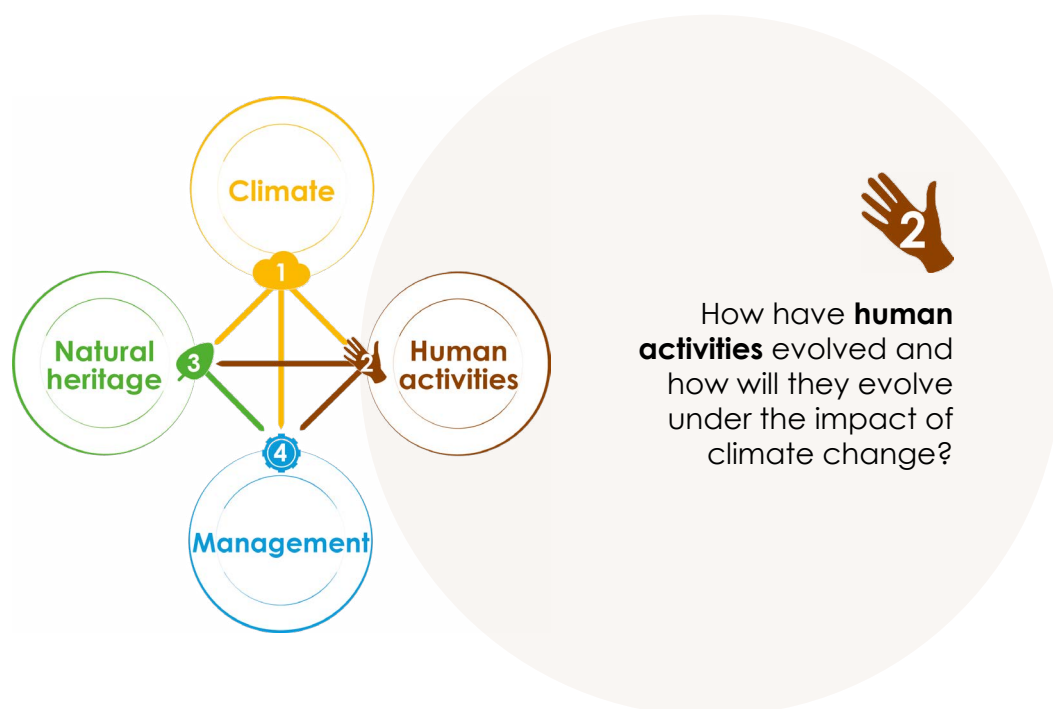 Climate
1
Natural
heritage
3
2
Human
activities
4
Management
2
How have human
activities evolved and
how will they evolve
under the impact of
climate change?